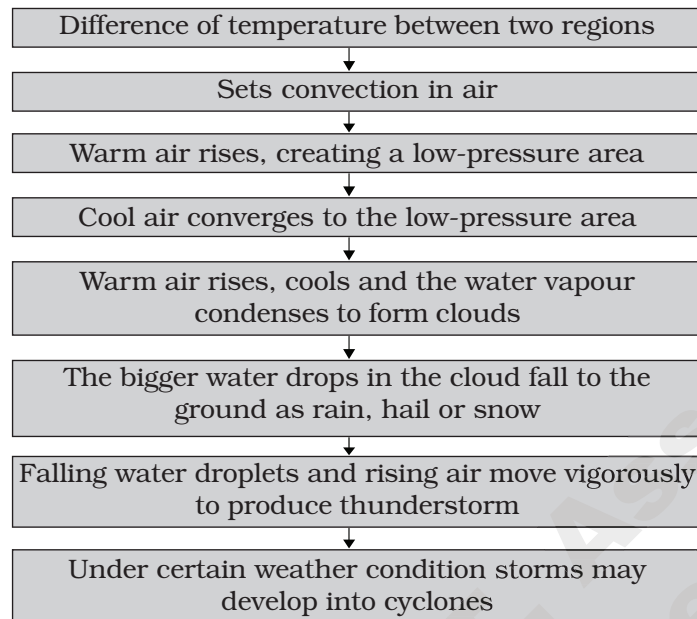 Difference of temperature between two regions
Sets convection in air
Warm air rises, creating a low-pressure area
Cool air converges to the low-pressure area
Warm air rises, cools and the water vapour
condenses to form clouds
The bigger water drops in the cloud fall to the
ground as rain, hail or snow
Falling water droplets and rising air move vigorously
to produce thunderstorm
Under certain weather condition storms may
develop into cyclones